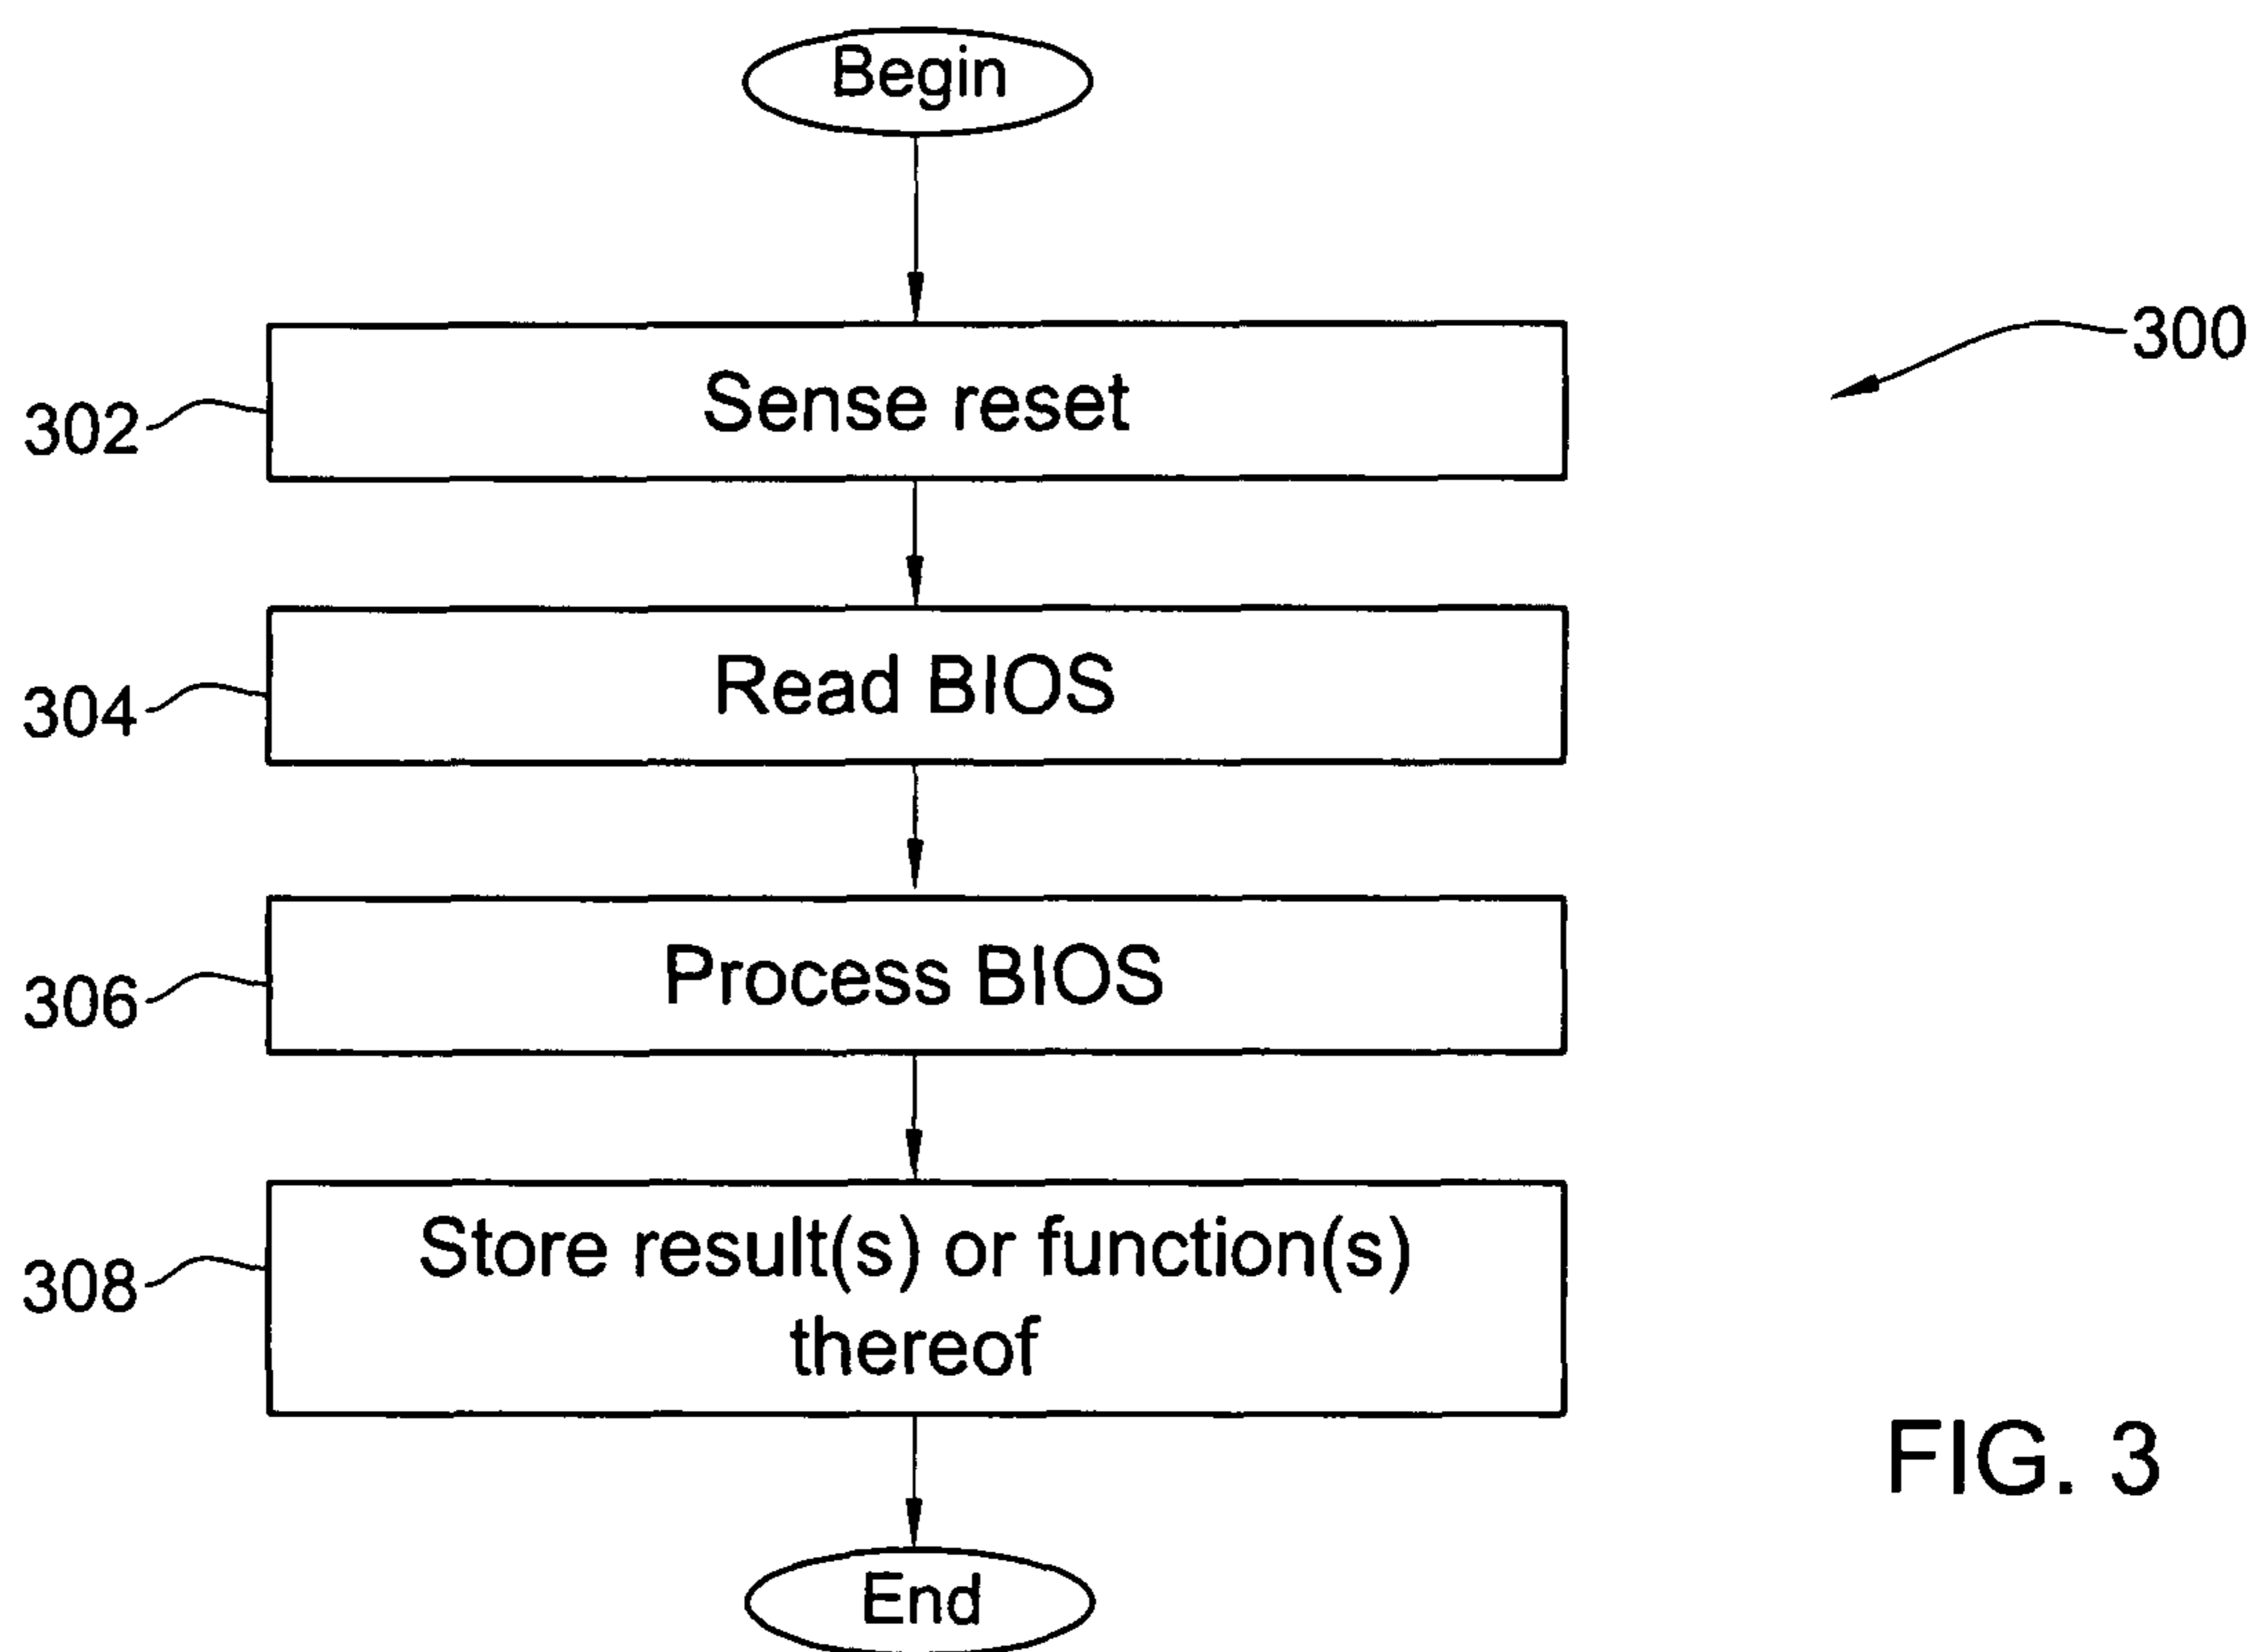 Begin
300
302
Sense reset
304
Read BIOS
306
Process BIOS
308
Store result(s) or function(s)
thereof
End
FIG. 3